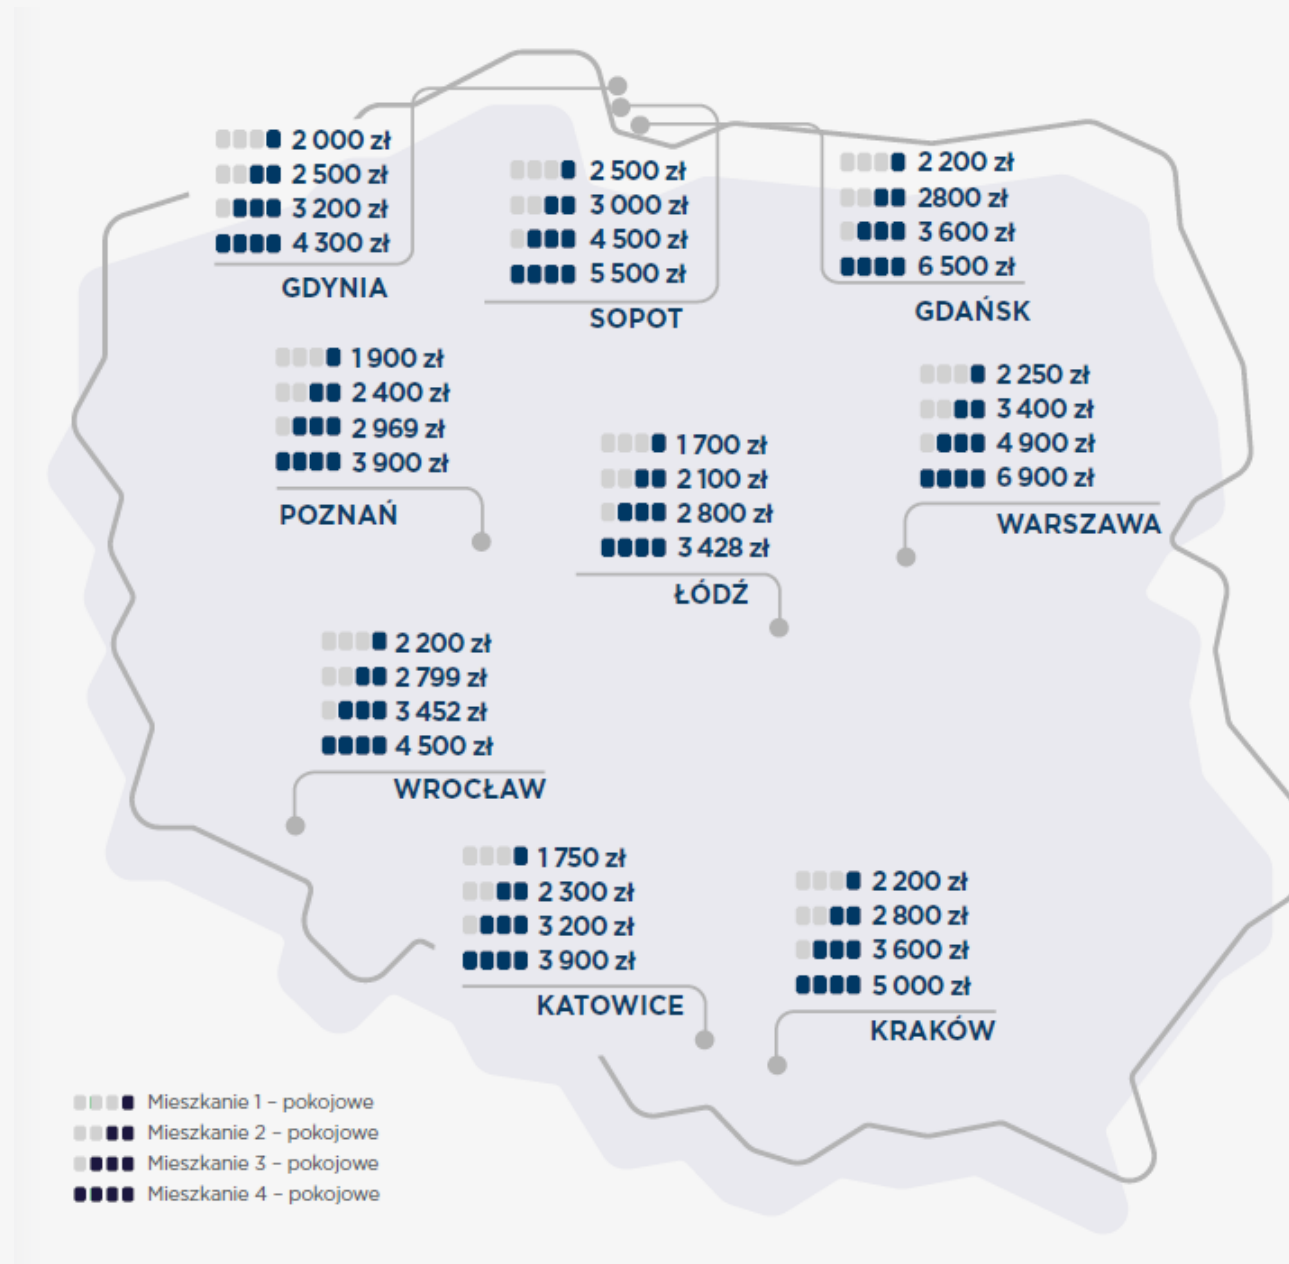 2 000 zł
2 500 zł
3 200 zł
4 300 zł
GDYNIA
2 500 zł
3 000 zł
4 500 zł
5 500 zł
SOPOT
2 200 zł
2800 zł
3 600 zł
6 500 zł
GDAŃSK
1 900 zł
2 400 zł
2 969 zł
3 900 zł
POZNAŃ
1 700 zł
2 100 zł
2 800 zł
3 428 zł
ŁÓDŹ
2 250 zł
3 400 zł
4 900 zł
6 900 zł
WARSZAWA
2 200 zł
2 799 zł
3 452 zł
4 500 zł
WROCŁAW
1 750 zł
2 300 zł
3 200 zł
3 900 zł
KATOWICE
2 200 zł
2 800 zł
3 600 zł
5 000 zł
KRAKÓW
Mieszkanie 1 – pokojowe
Mieszkanie 2 – pokojowe
Mieszkanie 3 – pokojowe
Mieszkanie 4 – pokojowe